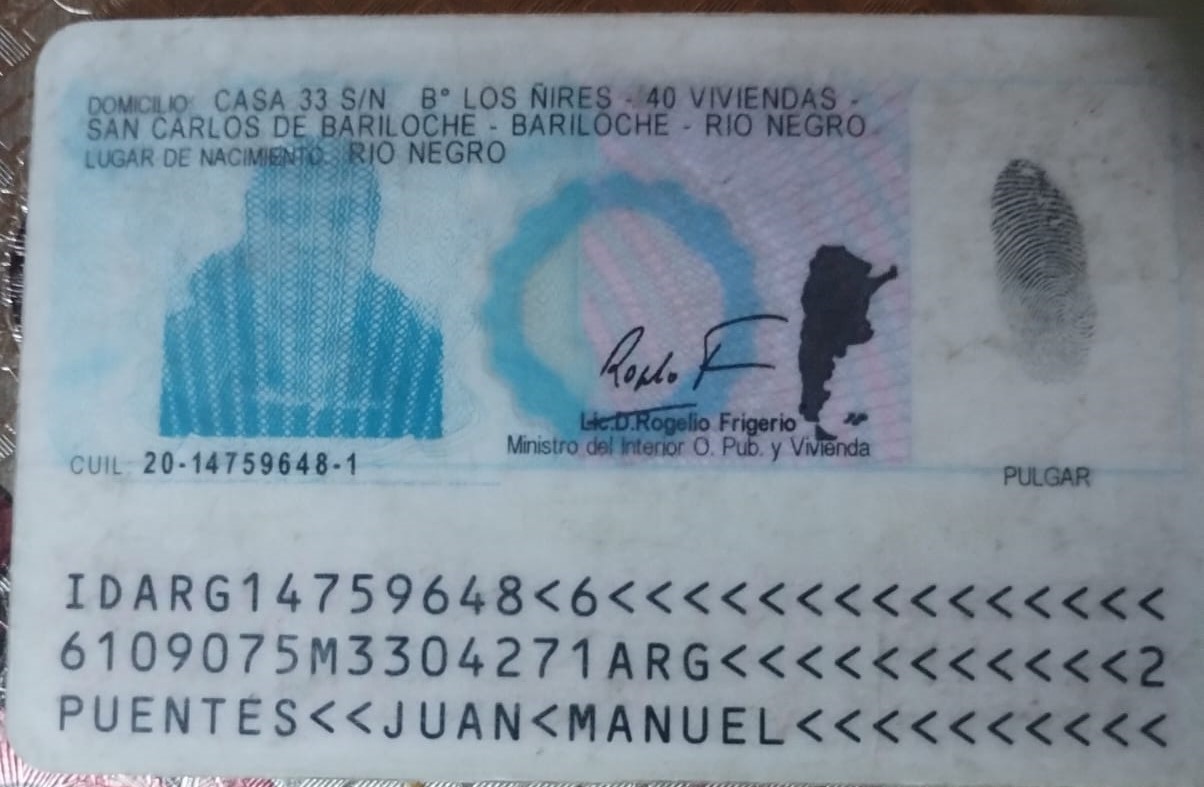 DOMICILIO: CASA 33 S/N B° LOS ÑIRES - 40 VIVIENDAS -
SAN CARLOS DE BARILOCHE - BARILOCHE - RIO NEGRO
LUGAR DE NACIMIENTO: RIO NEGRO
Lic.D.Rogelio Frigerio
Ministro del Interior O. Pub. y Vivienda
CUIL: 20-14759648-1
PULGAR
IDARG14759648<6<<<<<<<<<<<<<<<
6109075M3304271ARG<<<<<<<<<<<2
PUENTES<<JUAN<MANUEL<<<<<<<<<<